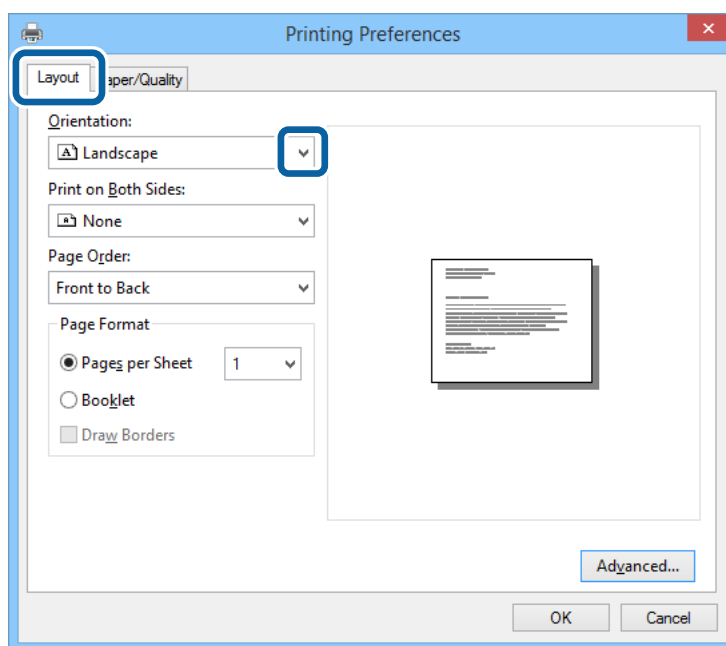 Printing Preferences
Layout
aper/Quality
Orientation:
A Landscape
Print on Both Sides:
None
Page Order:
Front to Back
Page Format
Pages per Sheet 1
Booklet
Draw Borders
Advanced...
OK Cancel